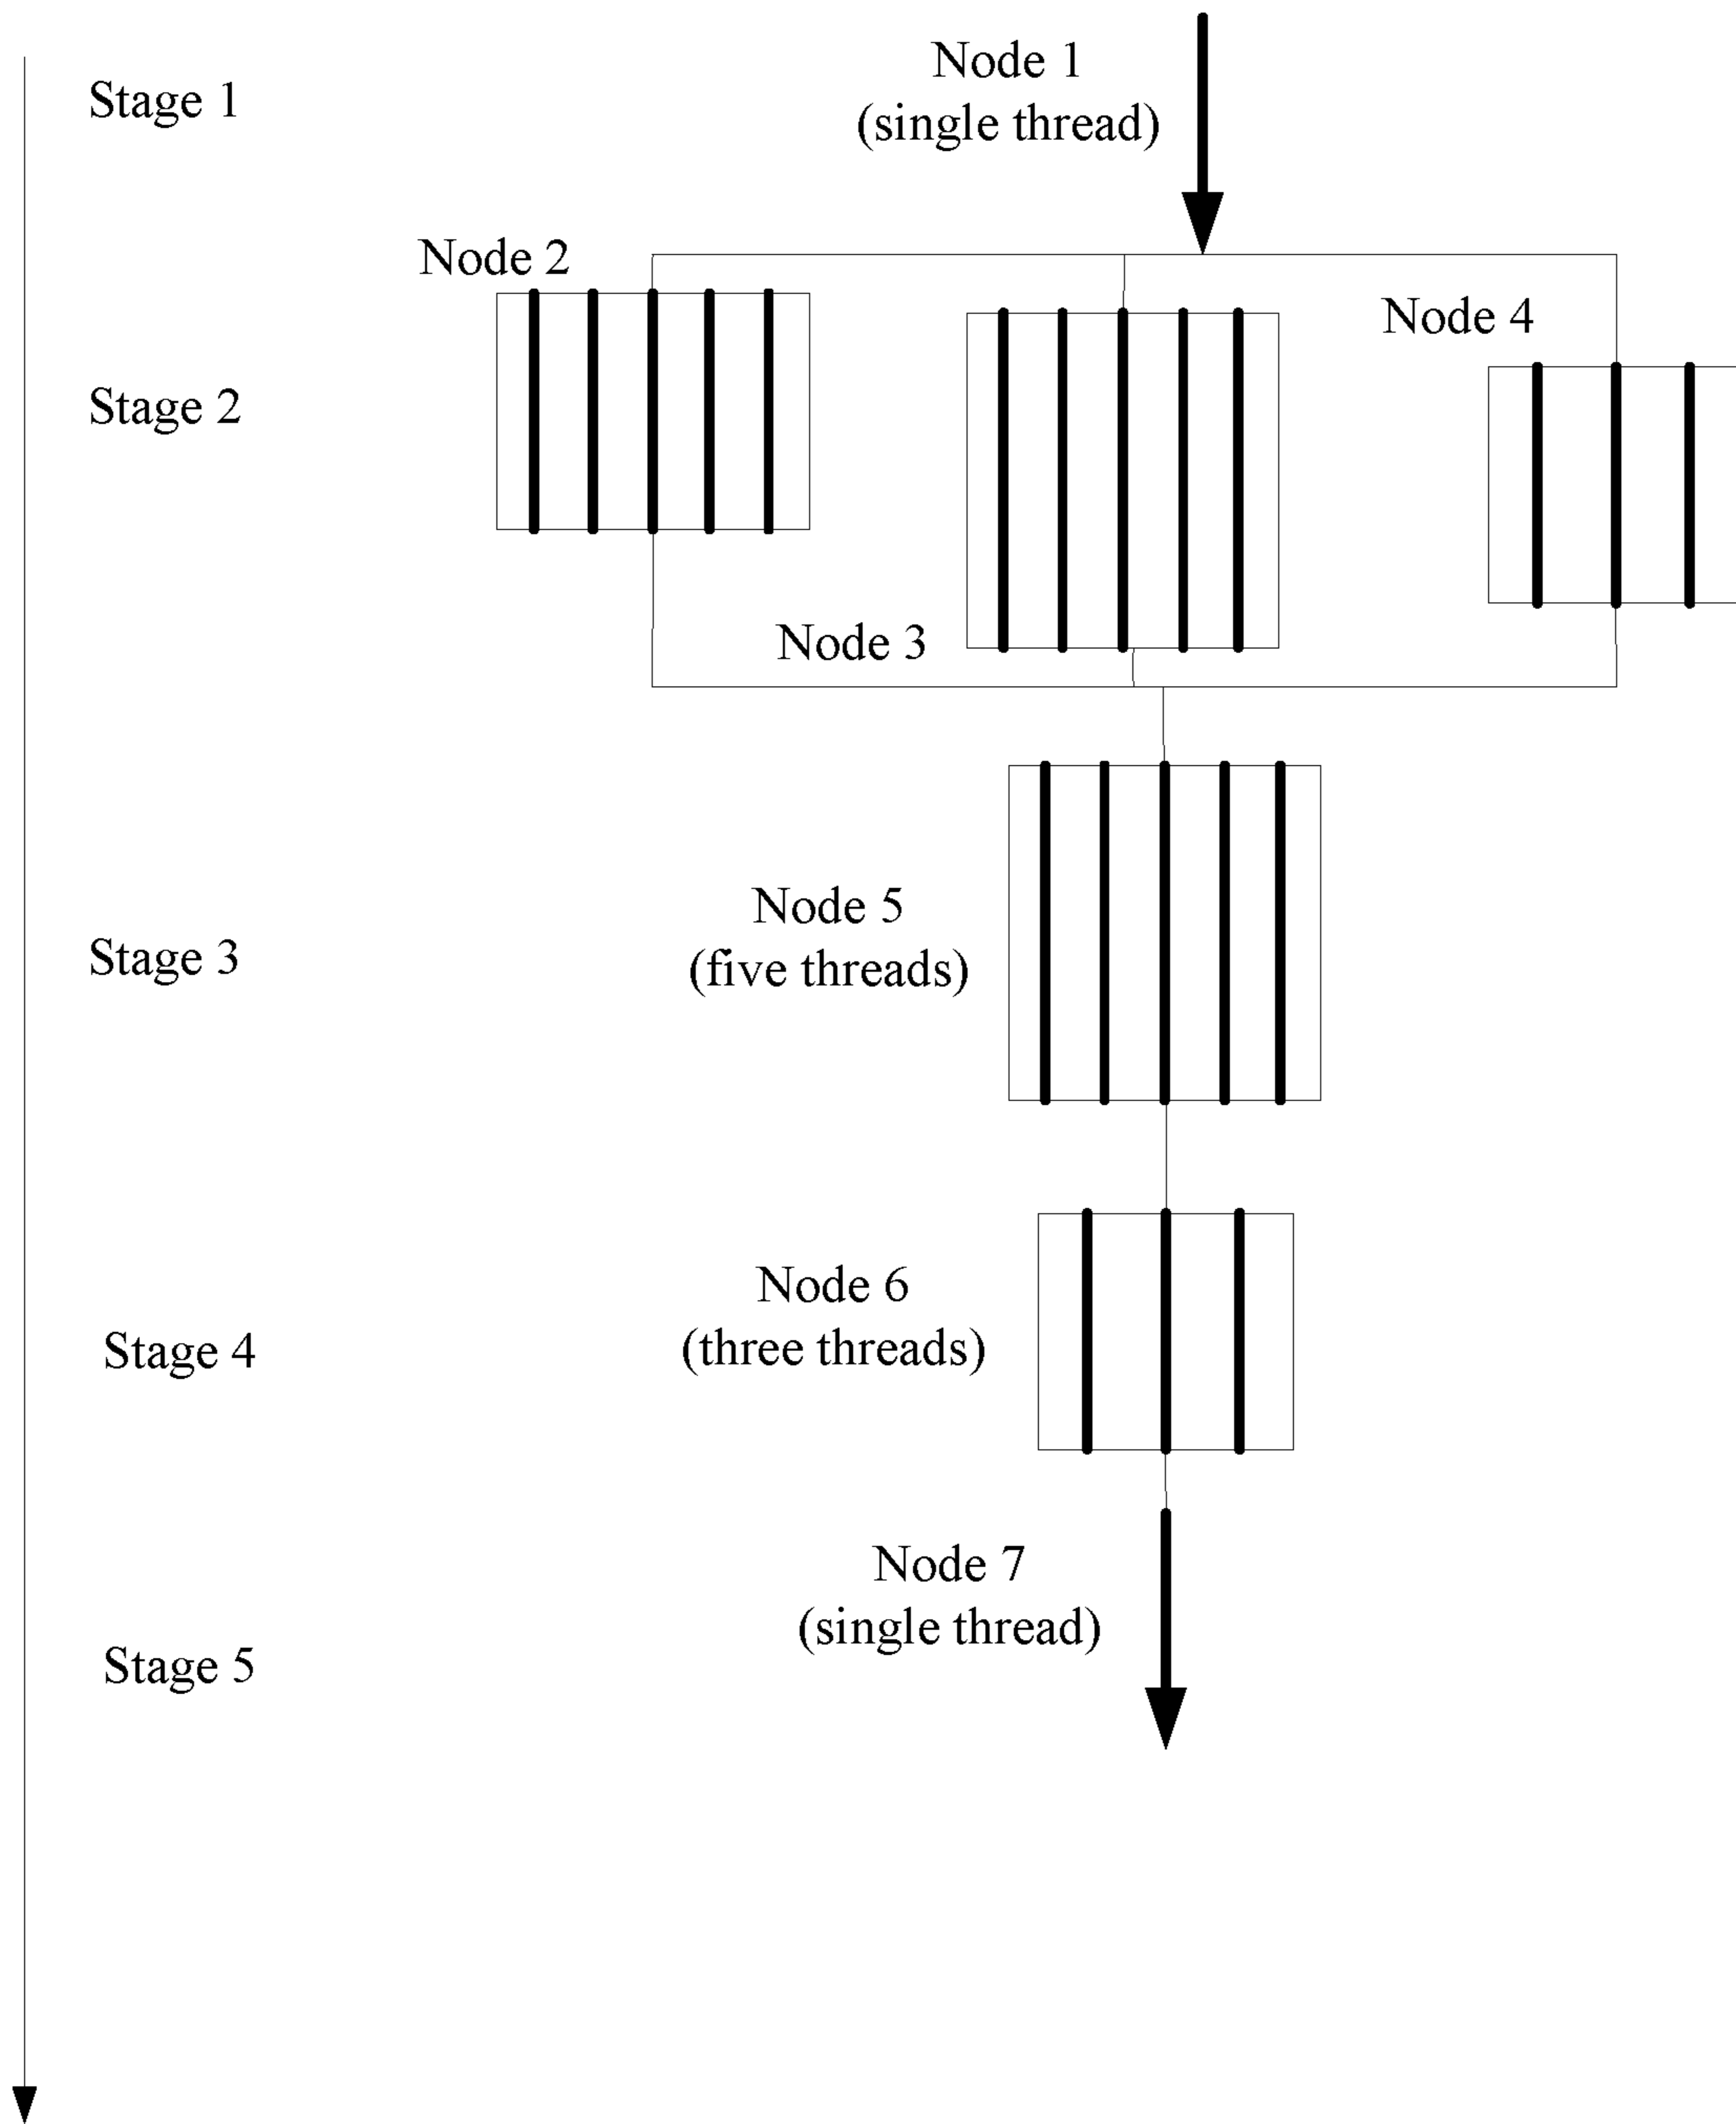 Node 1
(single thread)
Stage 1
Node 2
Node 4
Stage 2
Node 3
Node 5
(five threads)
Stage 3
Node 6
(three threads)
Stage 4
Node 7
(single thread)
Stage 5